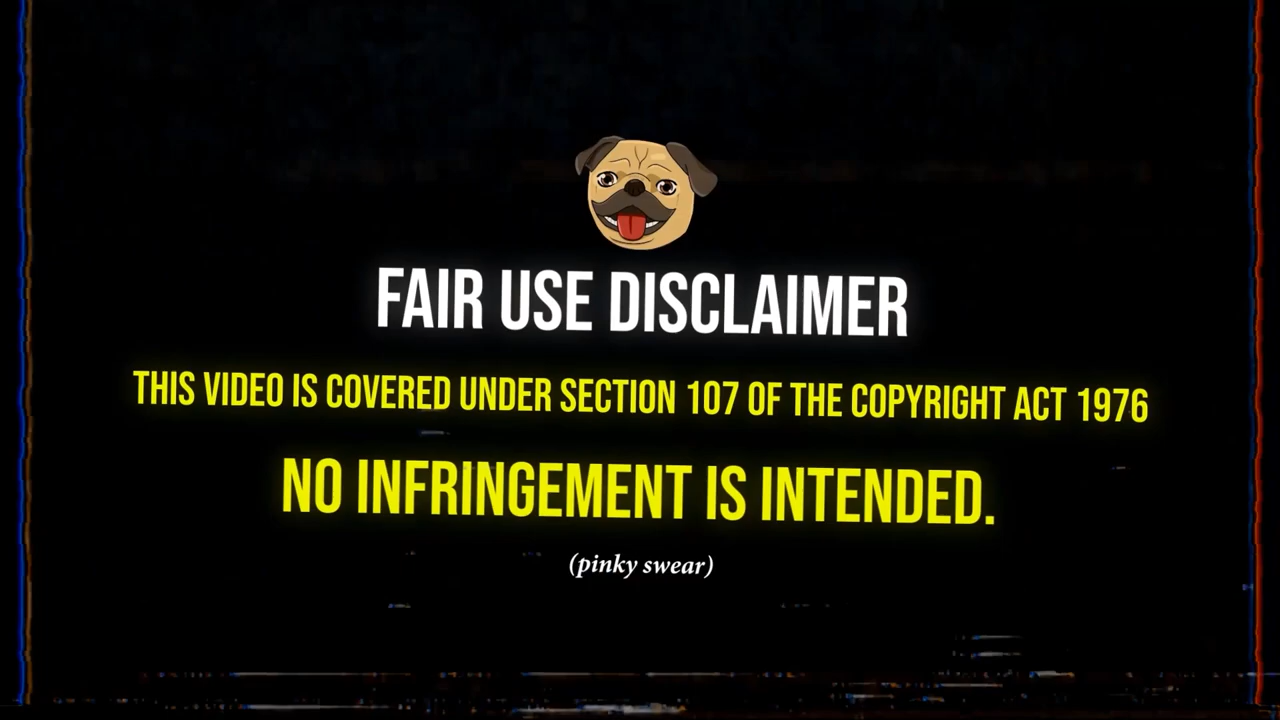 FAIR USE DISCLAIMER
THIS VIDEO IS COVERED UNDER SECTION 107 OF THE COPYRIGHT ACT 1976
NO INFRINGEMENT IS INTENDED.
(pinky swear)